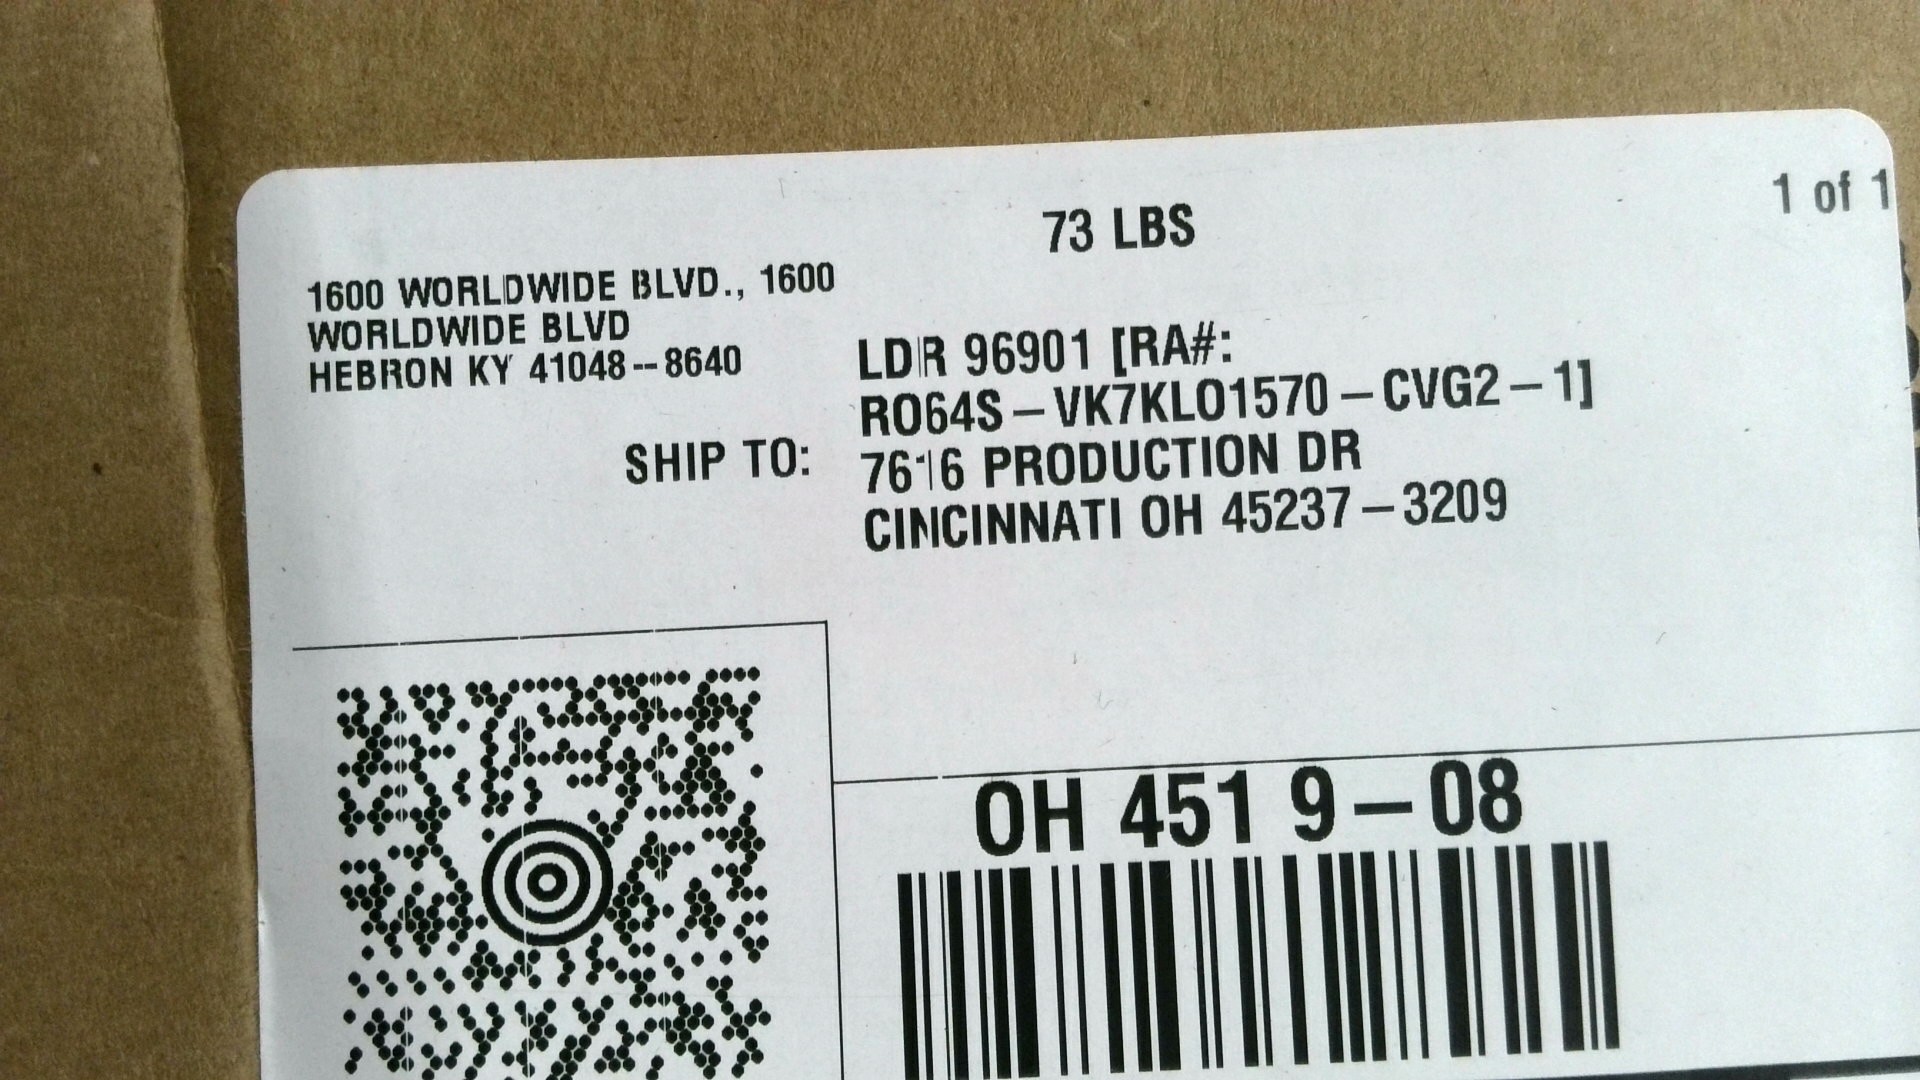 1 of 1
73 LBS
1600 WORLDWIDE BLVD., 1600
WORLDWIDE BLVD
HEBRON KY 41048--8640
SHIP TO:
LDR 96901 [RA#:
RO64S-VK7KLO1570-CVG2-1]
7616 PRODUCTION DR
CINCINNATI OH 45237-3209
OH 451 9-08